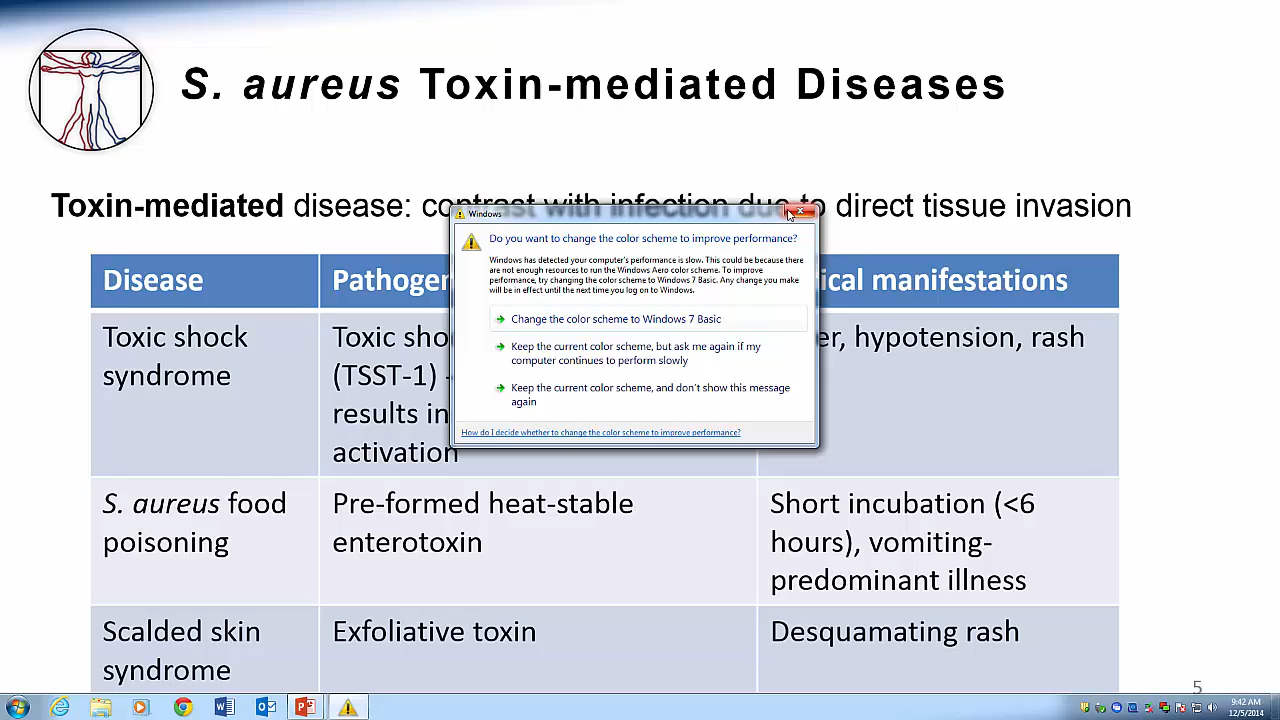 S. aureus Toxin-mediated Diseases
Toxin-mediated disease: contrast with infection due to direct tissue invasion
Windows
Do you want to change the color scheme to improve performance?
Windows has detected your computer's performance is slow. This could be because there
are not enough resources to run the Windows Aero color scheme. To improve
performance, try changing the color scheme to Windows 7 Basic. Any change you make
will be in effect until the next time you log on to Windows.
Change the color scheme to Windows 7 Basic
Keep the current color scheme, but ask me again if my
computer continues to perform slowly
Keep the current color scheme, and don't show this message
again
How do I decide whether to change the color scheme to improve performance?
Disease
manifestations
Toxic shock
syndrome
Toxic
(TSST-1)
results in
activation
hypotension, rash
S. aureus food
poisoning
Pre-formed heat-stable
enterotoxin
Short incubation (<6
hours), vomiting-
predominant illness
Scalded skin
syndrome
Exfoliative toxin
Desquamating rash
5
9:42 AM
12/5/2014